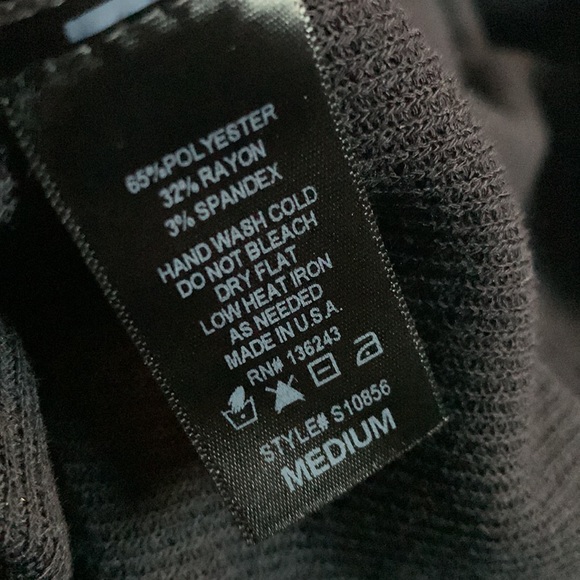 65%POLYESTER
32% RAYON
3% SPANDEX
HAND WASH COLD
DO NOT BLEACH
DRY FLAT
LOW HEAT IRON
AS NEEDED
MADE IN U.S.A.
RN# 136243
STYLE# S10856
MEDIUM